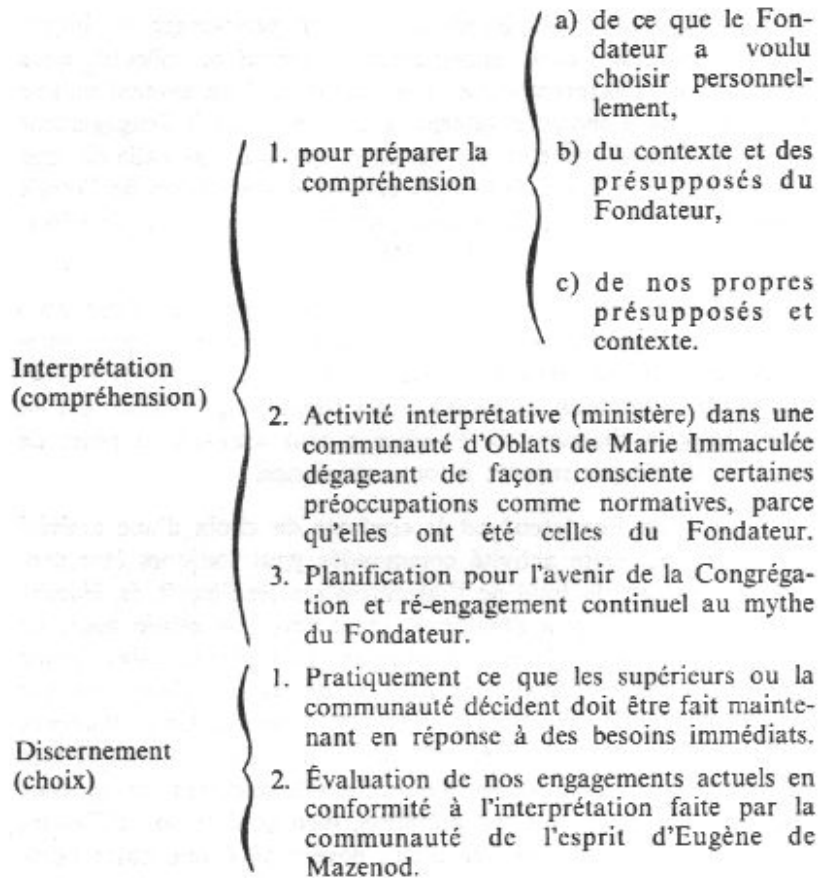 a) de ce que le Fon-
dateur a voulu
choisir personnel-
lement,
1. pour préparer la
compréhension
b) du contexte et des
présupposés du
Fondateur,
c) de nos propres
présupposés et
contexte.
Interprétation
(compréhension)
2. Activité interprétative (ministère) dans une
communauté d'Oblats de Marie Immaculée
dégageant de façon consciente certaines
préoccupations comme normatives, parce
qu'elles ont été celles du Fondateur.
3. Planification pour l'avenir de la Congréga-
tion et ré-engagement continuel au mythe
du Fondateur.
Discernement
(choix)
1. Pratiquement ce que les supérieurs ou la
communauté décident doit être fait mainte-
nant en réponse à des besoins immédiats.
2. Évaluation de nos engagements actuels en
conformité à l'interprétation faite par la
communauté de l'esprit d'Eugène de
Mazenod.